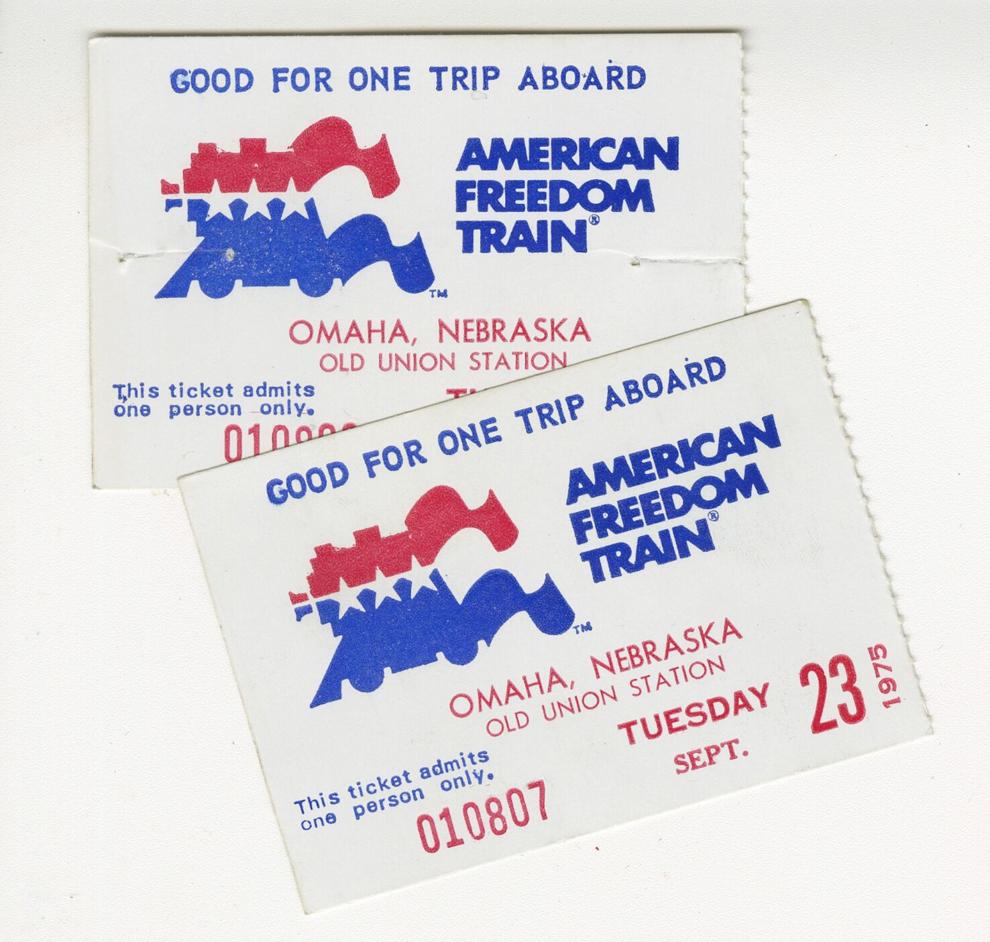 GOOD FOR ONE TRIP ABOARD
AMERICAN
FREEDOM
TRAIN®
TM
OMAHA, NEBRASKA
OLD UNION STATION
This ticket admits
one person only.
GOOD FOR ONE TRIP ABOARD
AMERICAN
FREEDOM
TRAIN®
TM
OMAHA, NEBRASKA
OLD UNION STATION
TUESDAY 23 1975
SEPT.
This ticket admits
one person only.
010807